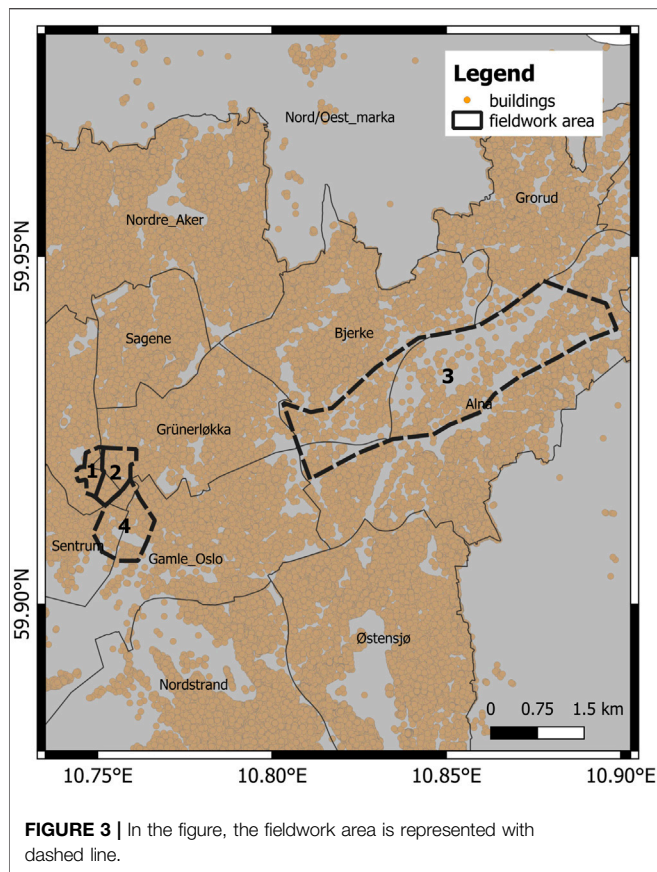 Legend
buildings
fieldwork area
Nord/Oest_marka
Grorud
Nordre_Aker
59.95°N
Bjerke
Sagene
3
Alna
Grünerløkka
1 2
4
Sentrum
Gamle_Oslo
59.90°N
Østensjø
Nordstrand
0 0.75 1.5 km
10.75°E 10.80°E 10.85°E 10.90°E
FIGURE 3 | In the figure, the fieldwork area is represented with
dashed line.